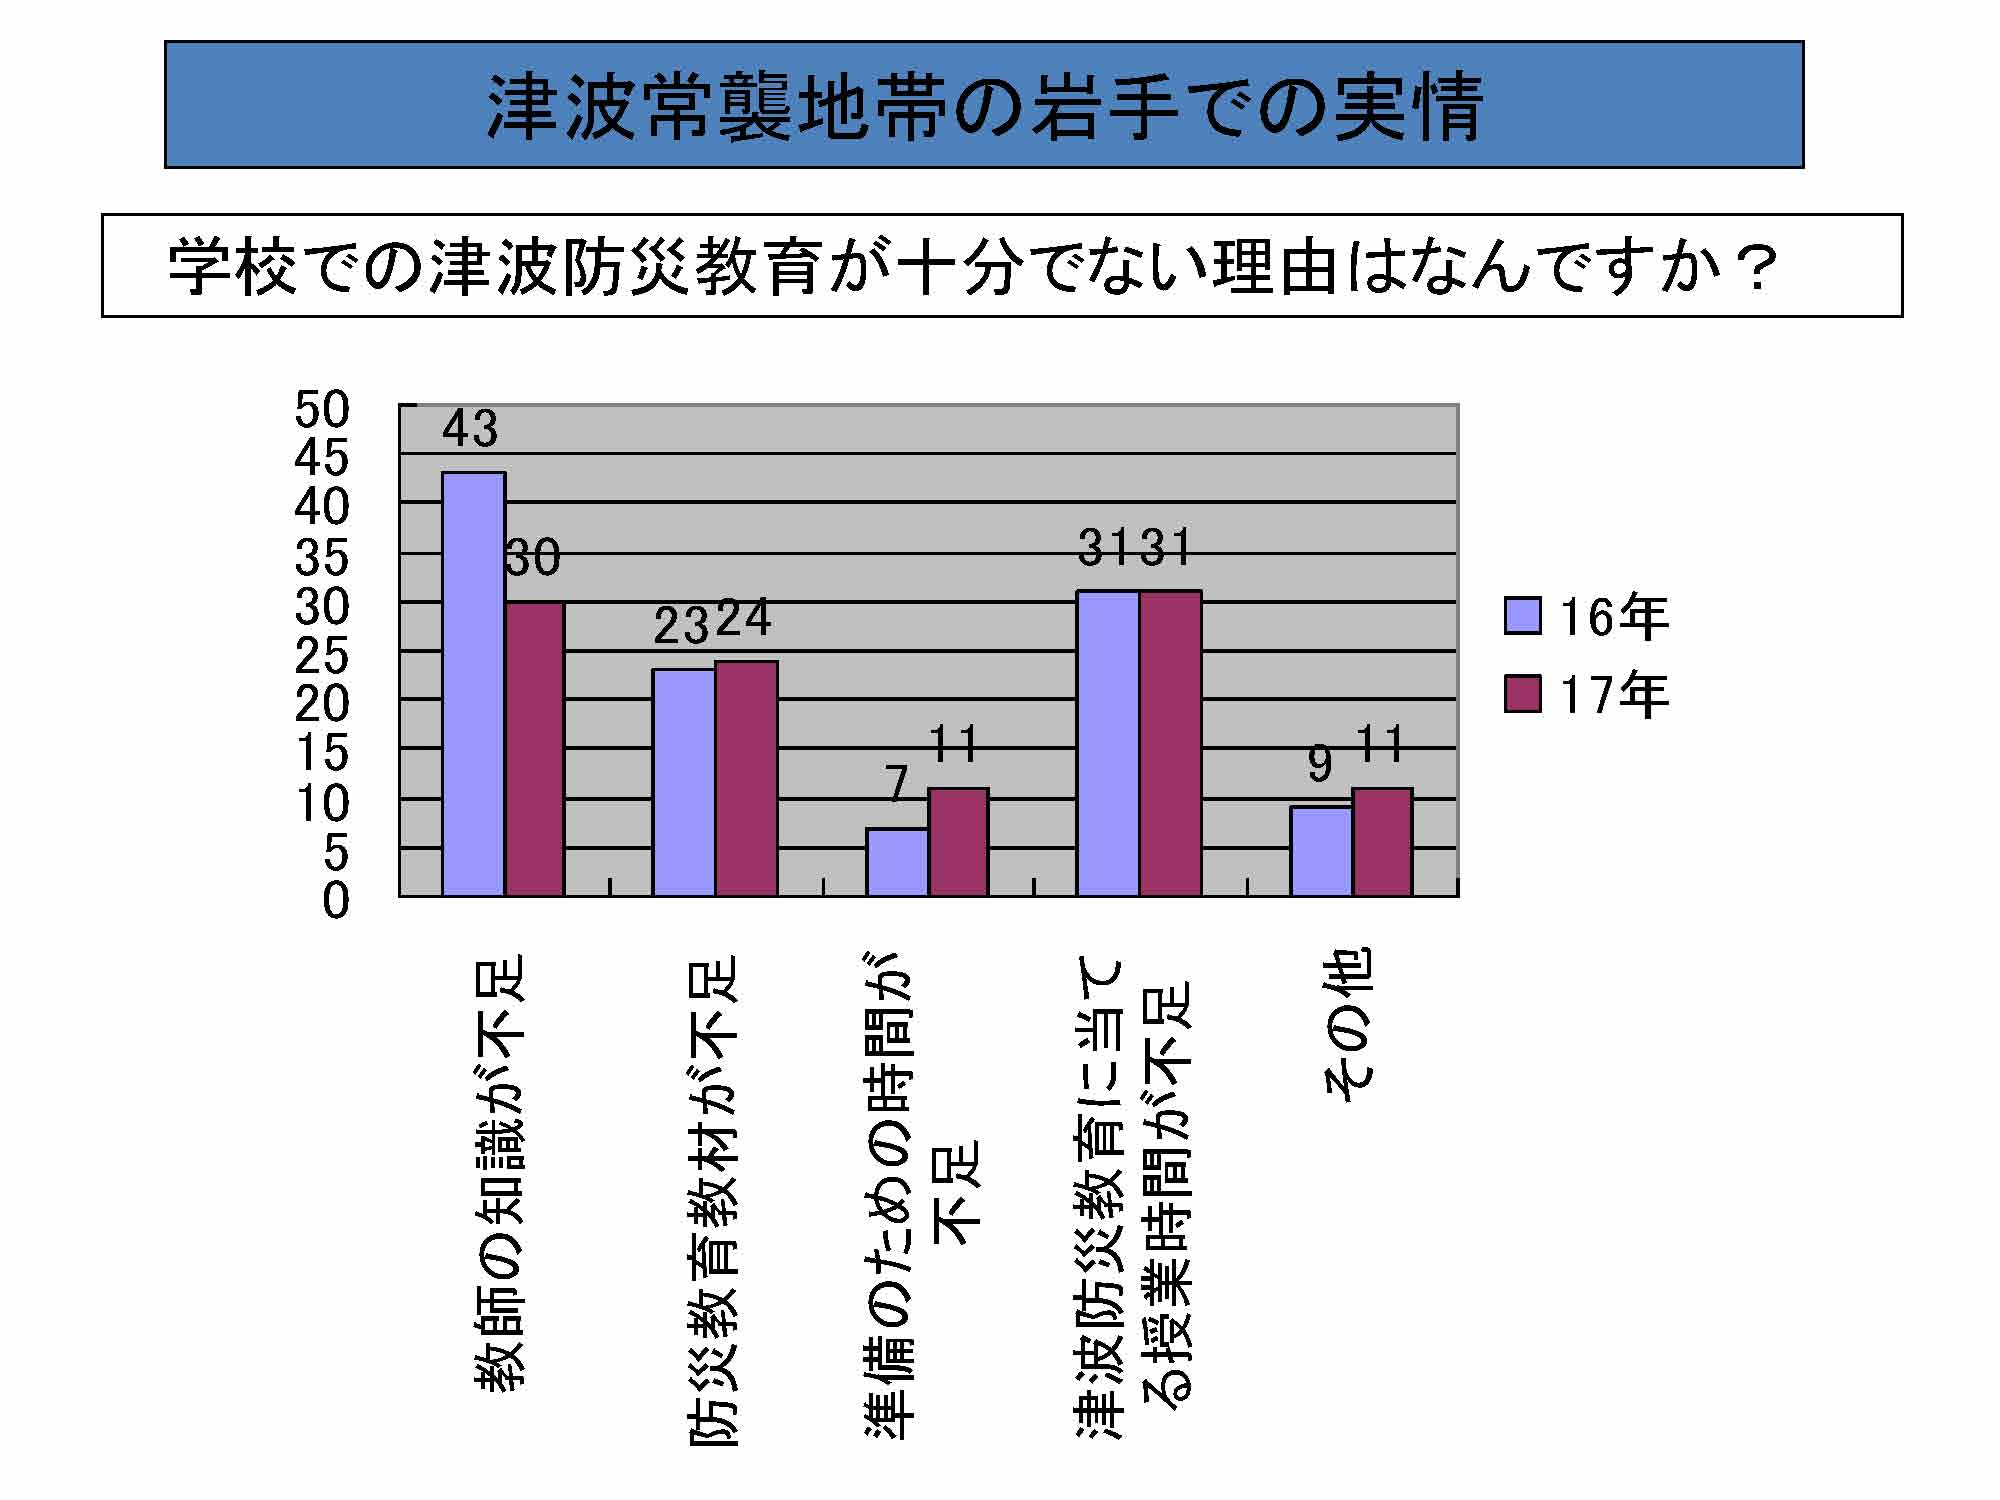 津波常襲地帯の岩手での実情
学校での津波防災教育が十分でない理由はなんですか？
50
45
40
35
30
25
20
15
10
5
0
43
30
23
24
7
11
31
31
9
11
16年
17年
教師の知識が不足
防災教育教材が不足
準備のための時間が
不足
津波防災教育に当て
る授業時間が不足
その他